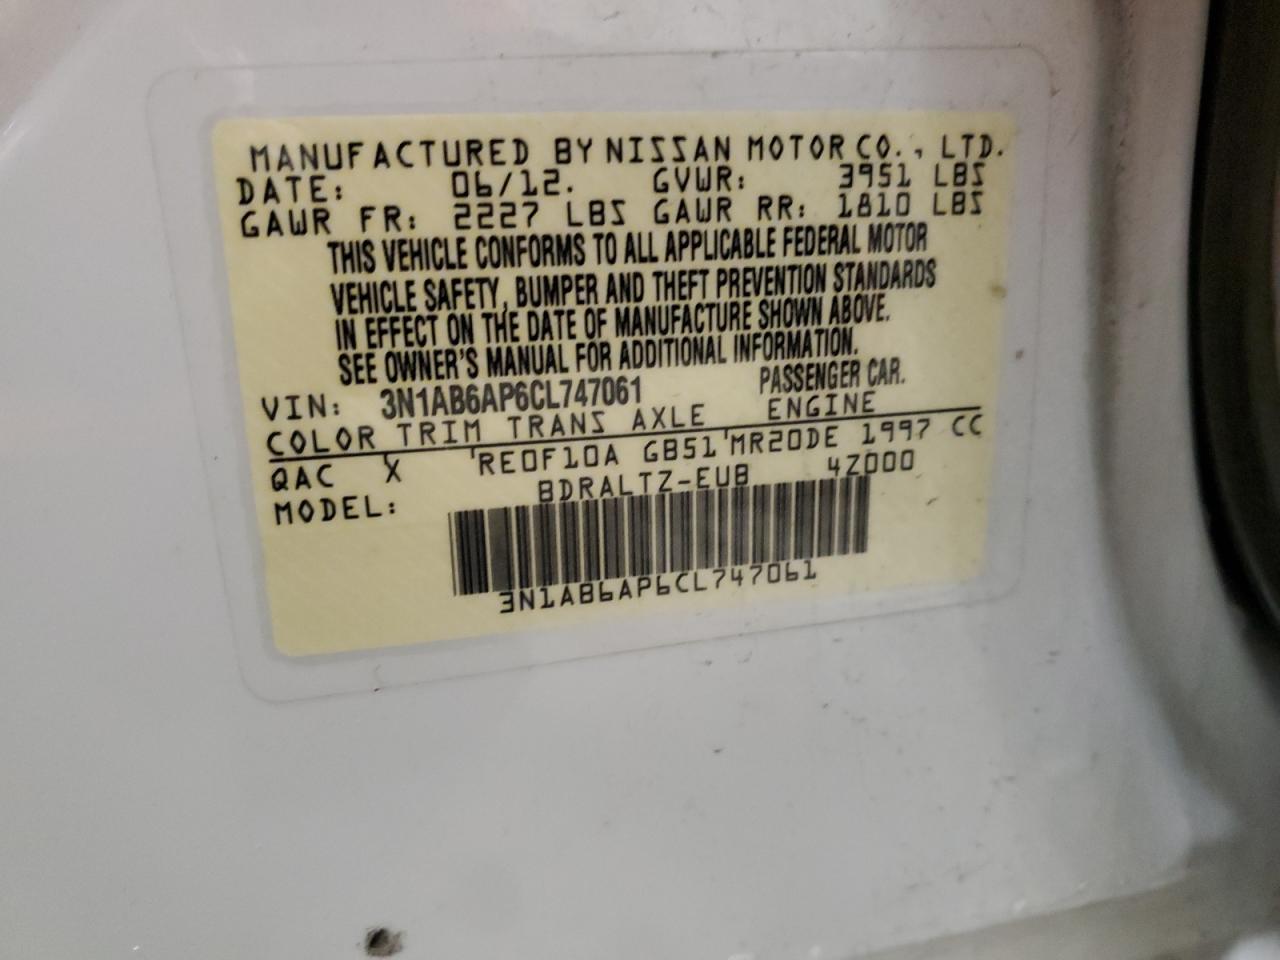 MANUFACTURED BY NISSAN MOTOR CO., LTD.
DATE: 06/12. GVWR: 3951 LBS
GAWR FR: 2227 LBS GAWR RR: 1810 LBS
THIS VEHICLE CONFORMS TO ALL APPLICABLE FEDERAL MOTOR
VEHICLE SAFETY, BUMPER AND THEFT PREVENTION STANDARDS
IN EFFECT ON THE DATE OF MANUFACTURE SHOWN ABOVE.
SEE OWNER'S MANUAL FOR ADDITIONAL INFORMATION.
VIN: 3N1AB6AP6CL747061 PASSENGER CAR.
COLOR TRIM TRANS AXLE ENGINE
QAC X RE0F10A GB51 MR20DE 1997 CC
MODEL: BDRALTZ-EUB 4Z000
3N1AB6AP6CL747061